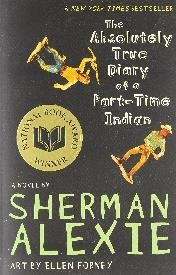 A NEW YORK TIMES BESTSELLER
The
Absolutely
True
Diary
of a
Part-Time
Indian
NATIONAL BOOK AWARD
WINNER
A NOVEL BY
SHERMAN
ALEXIE
ART BY ELLEN FORNEY